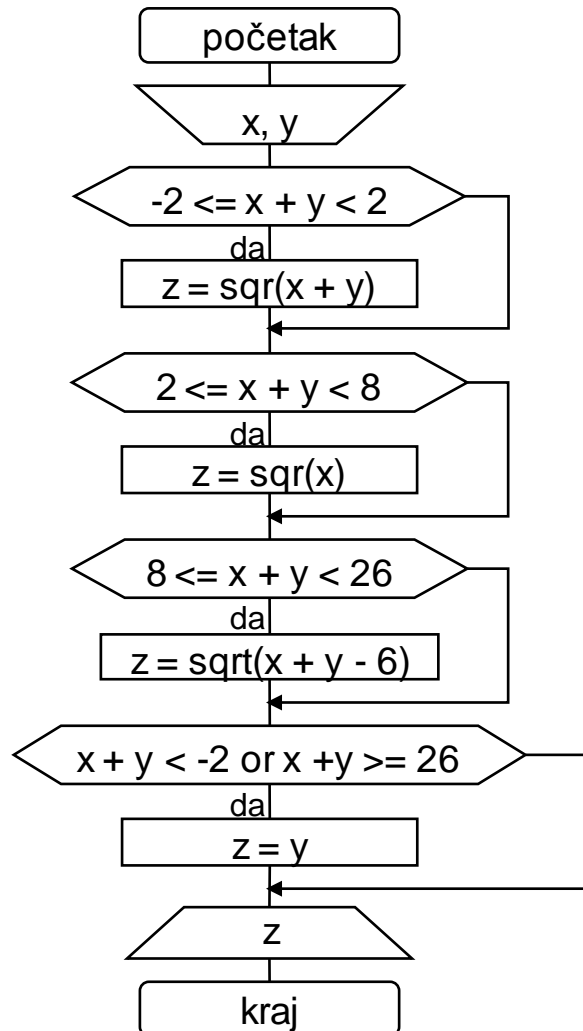 početak
x, y
-2 <= x + y < 2
da
z = sqr(x + y)
2 <= x + y < 8
da
z = sqr(x)
8 <= x + y < 26
da
z = sqrt(x + y - 6)
x + y < -2 or x +y >= 26
da
z = y
z
kraj